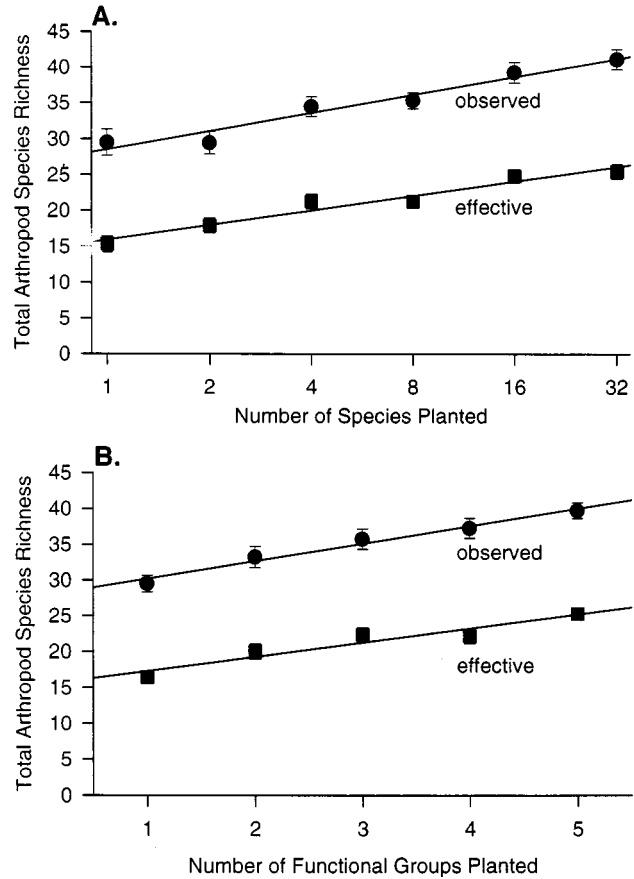 A.
Total Arthropod Species Richness
45
40
35
30
25
20
15
10
5
0
observed
effective
1 2 4 8 16 32
Number of Species Planted
B.
Total Arthropod Species Richness
45
40
35
30
25
20
15
10
5
0
observed
effective
1 2 3 4 5
Number of Functional Groups Planted